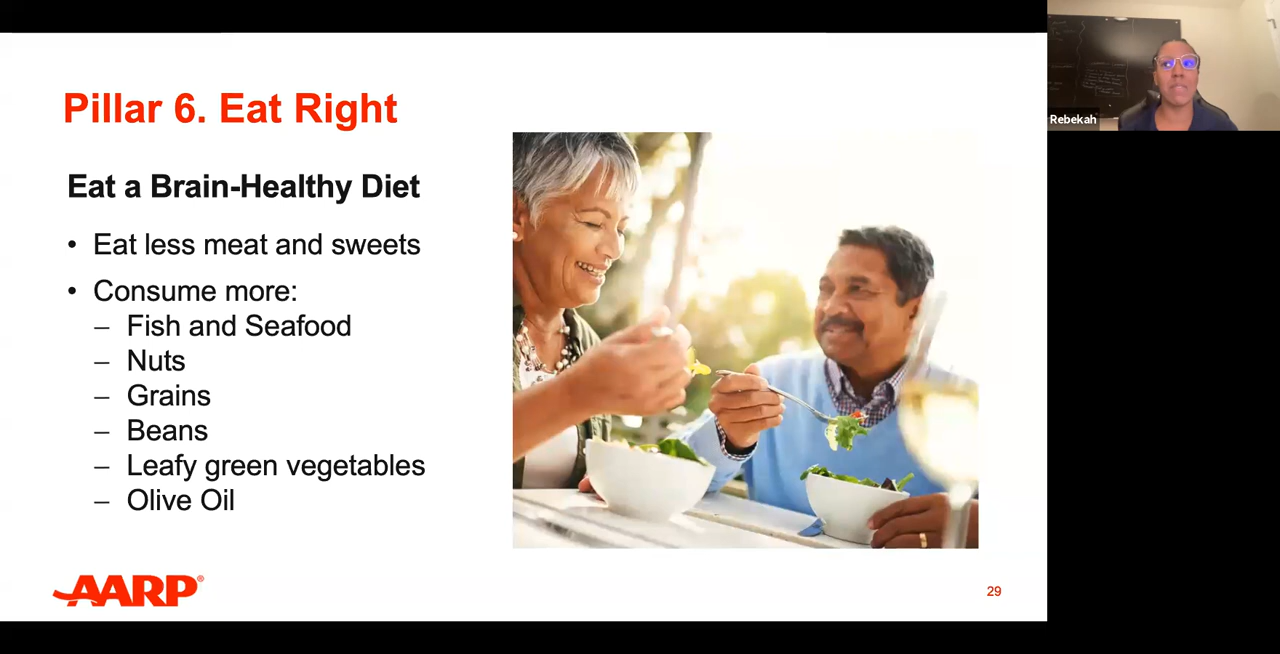 Pillar 6. Eat Right
Eat a Brain-Healthy Diet
• Eat less meat and sweets
• Consume more:
– Fish and Seafood
– Nuts
– Grains
– Beans
– Leafy green vegetables
– Olive Oil
AARP®
29
Rebekah